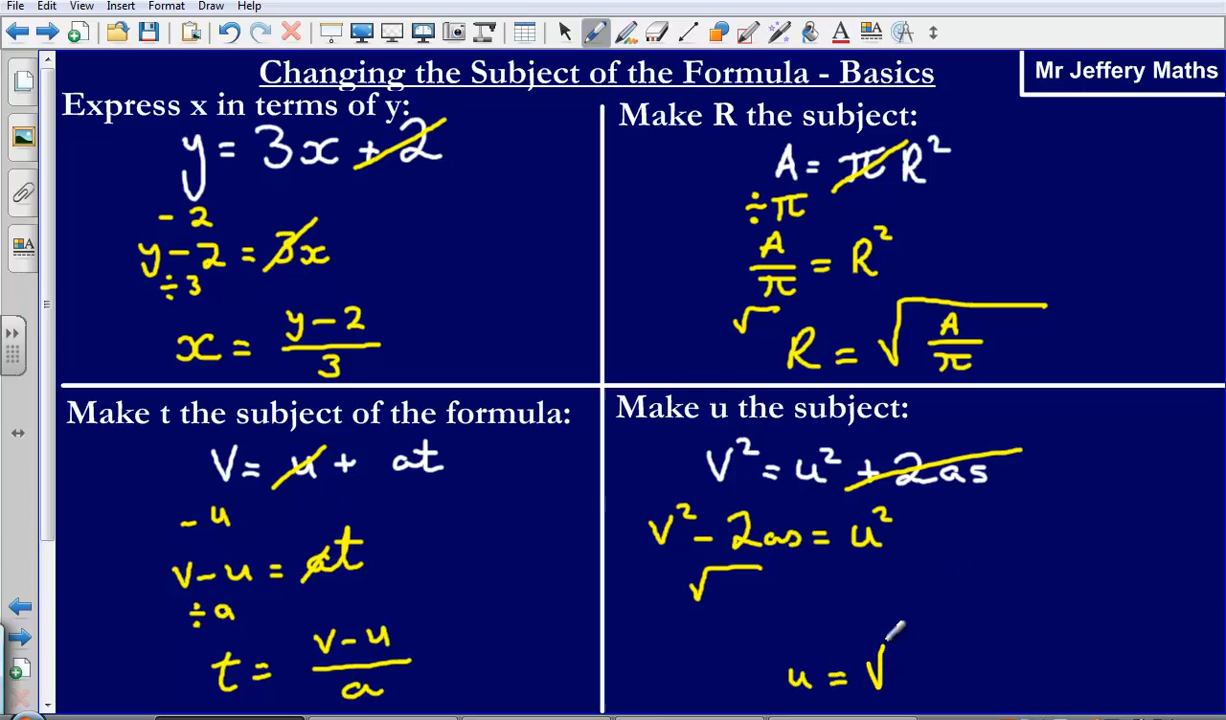 File Edit View Insert Format Draw Help
Changing the Subject of the Formula - Basics
Mr Jeffery Maths
Express x in terms of y:
y = 3x + 2
- 2
y - 2 = 3x
÷3
x = y - 2 / 3
Make R the subject:
A = πR²
÷π
A/π = R²
√
R = √(A/π)
Make t the subject of the formula:
V = u + at
- u
v - u = at
÷a
t = v - u / a
Make u the subject:
V² = u² + 2as
v² - 2as = u²
√
u = √